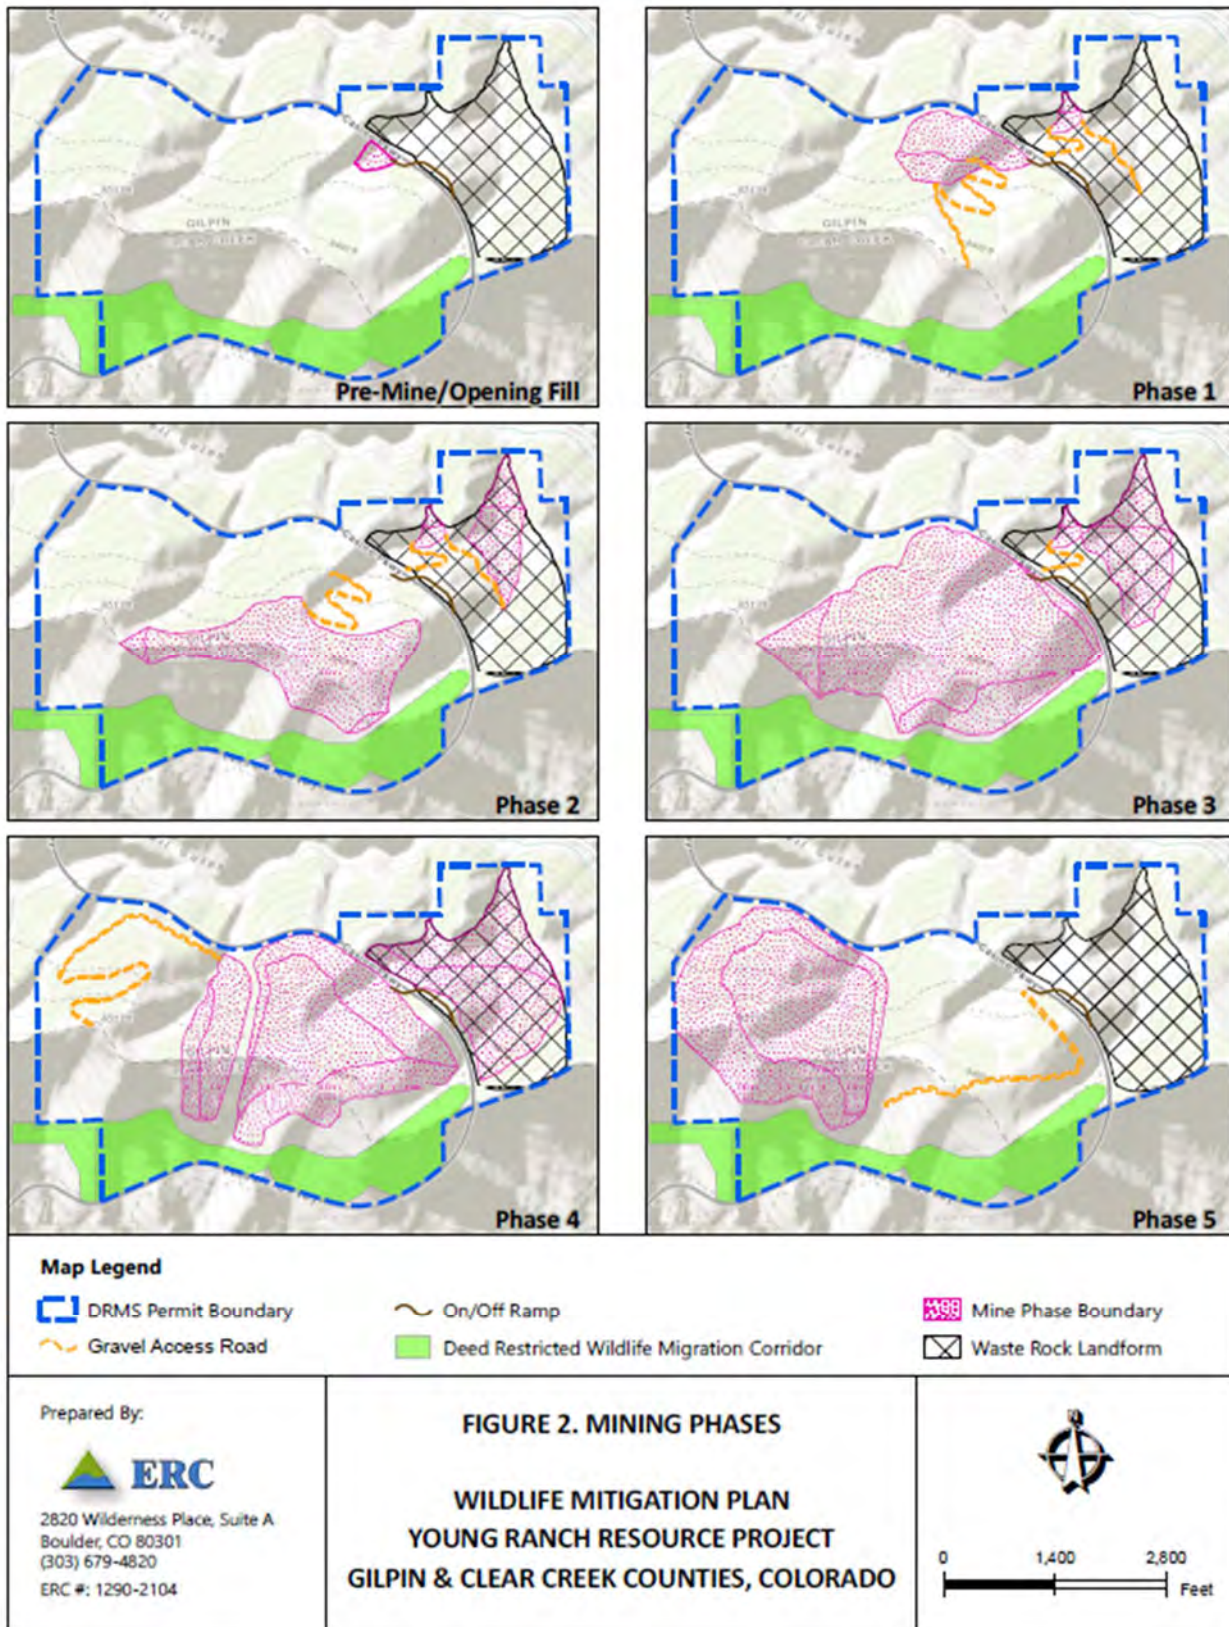 Pre-Mine/Opening Fill
Phase 1
GILPIN
Phase 2
GILPIN
Phase 3
Phase 4
Phase 5
Map Legend
DRMS Permit Boundary
On/Off Ramp
Mine Phase Boundary
Gravel Access Road
Deed Restricted Wildlife Migration Corridor
Waste Rock Landform
Prepared By:
ERC
2820 Wilderness Place, Suite A
Boulder, CO 80301
(303) 679-4820
ERC #: 1290-2104
FIGURE 2. MINING PHASES
WILDLIFE MITIGATION PLAN
YOUNG RANCH RESOURCE PROJECT
GILPIN & CLEAR CREEK COUNTIES, COLORADO
0 1,400 2,800
Feet